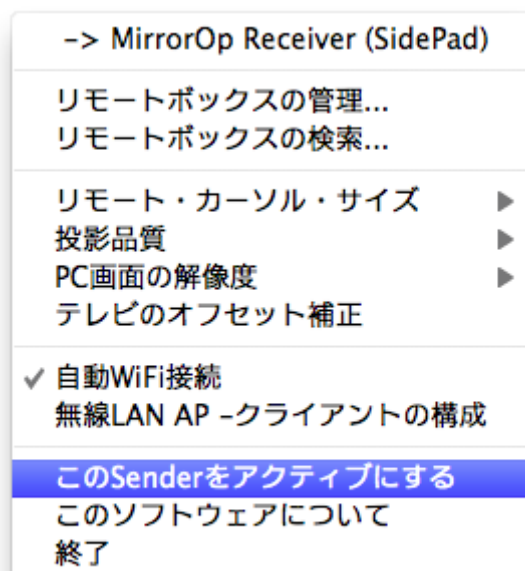 -> MirrorOp Receiver (SidePad)
リモートボックスの管理...
リモートボックスの検索...
リモート・カーソル・サイズ
投影品質
PC画面の解像度
テレビのオフセット補正
自動WiFi接続
無線LAN AP -クライアントの構成
このSenderをアクティブにする
このソフトウェアについて
終了